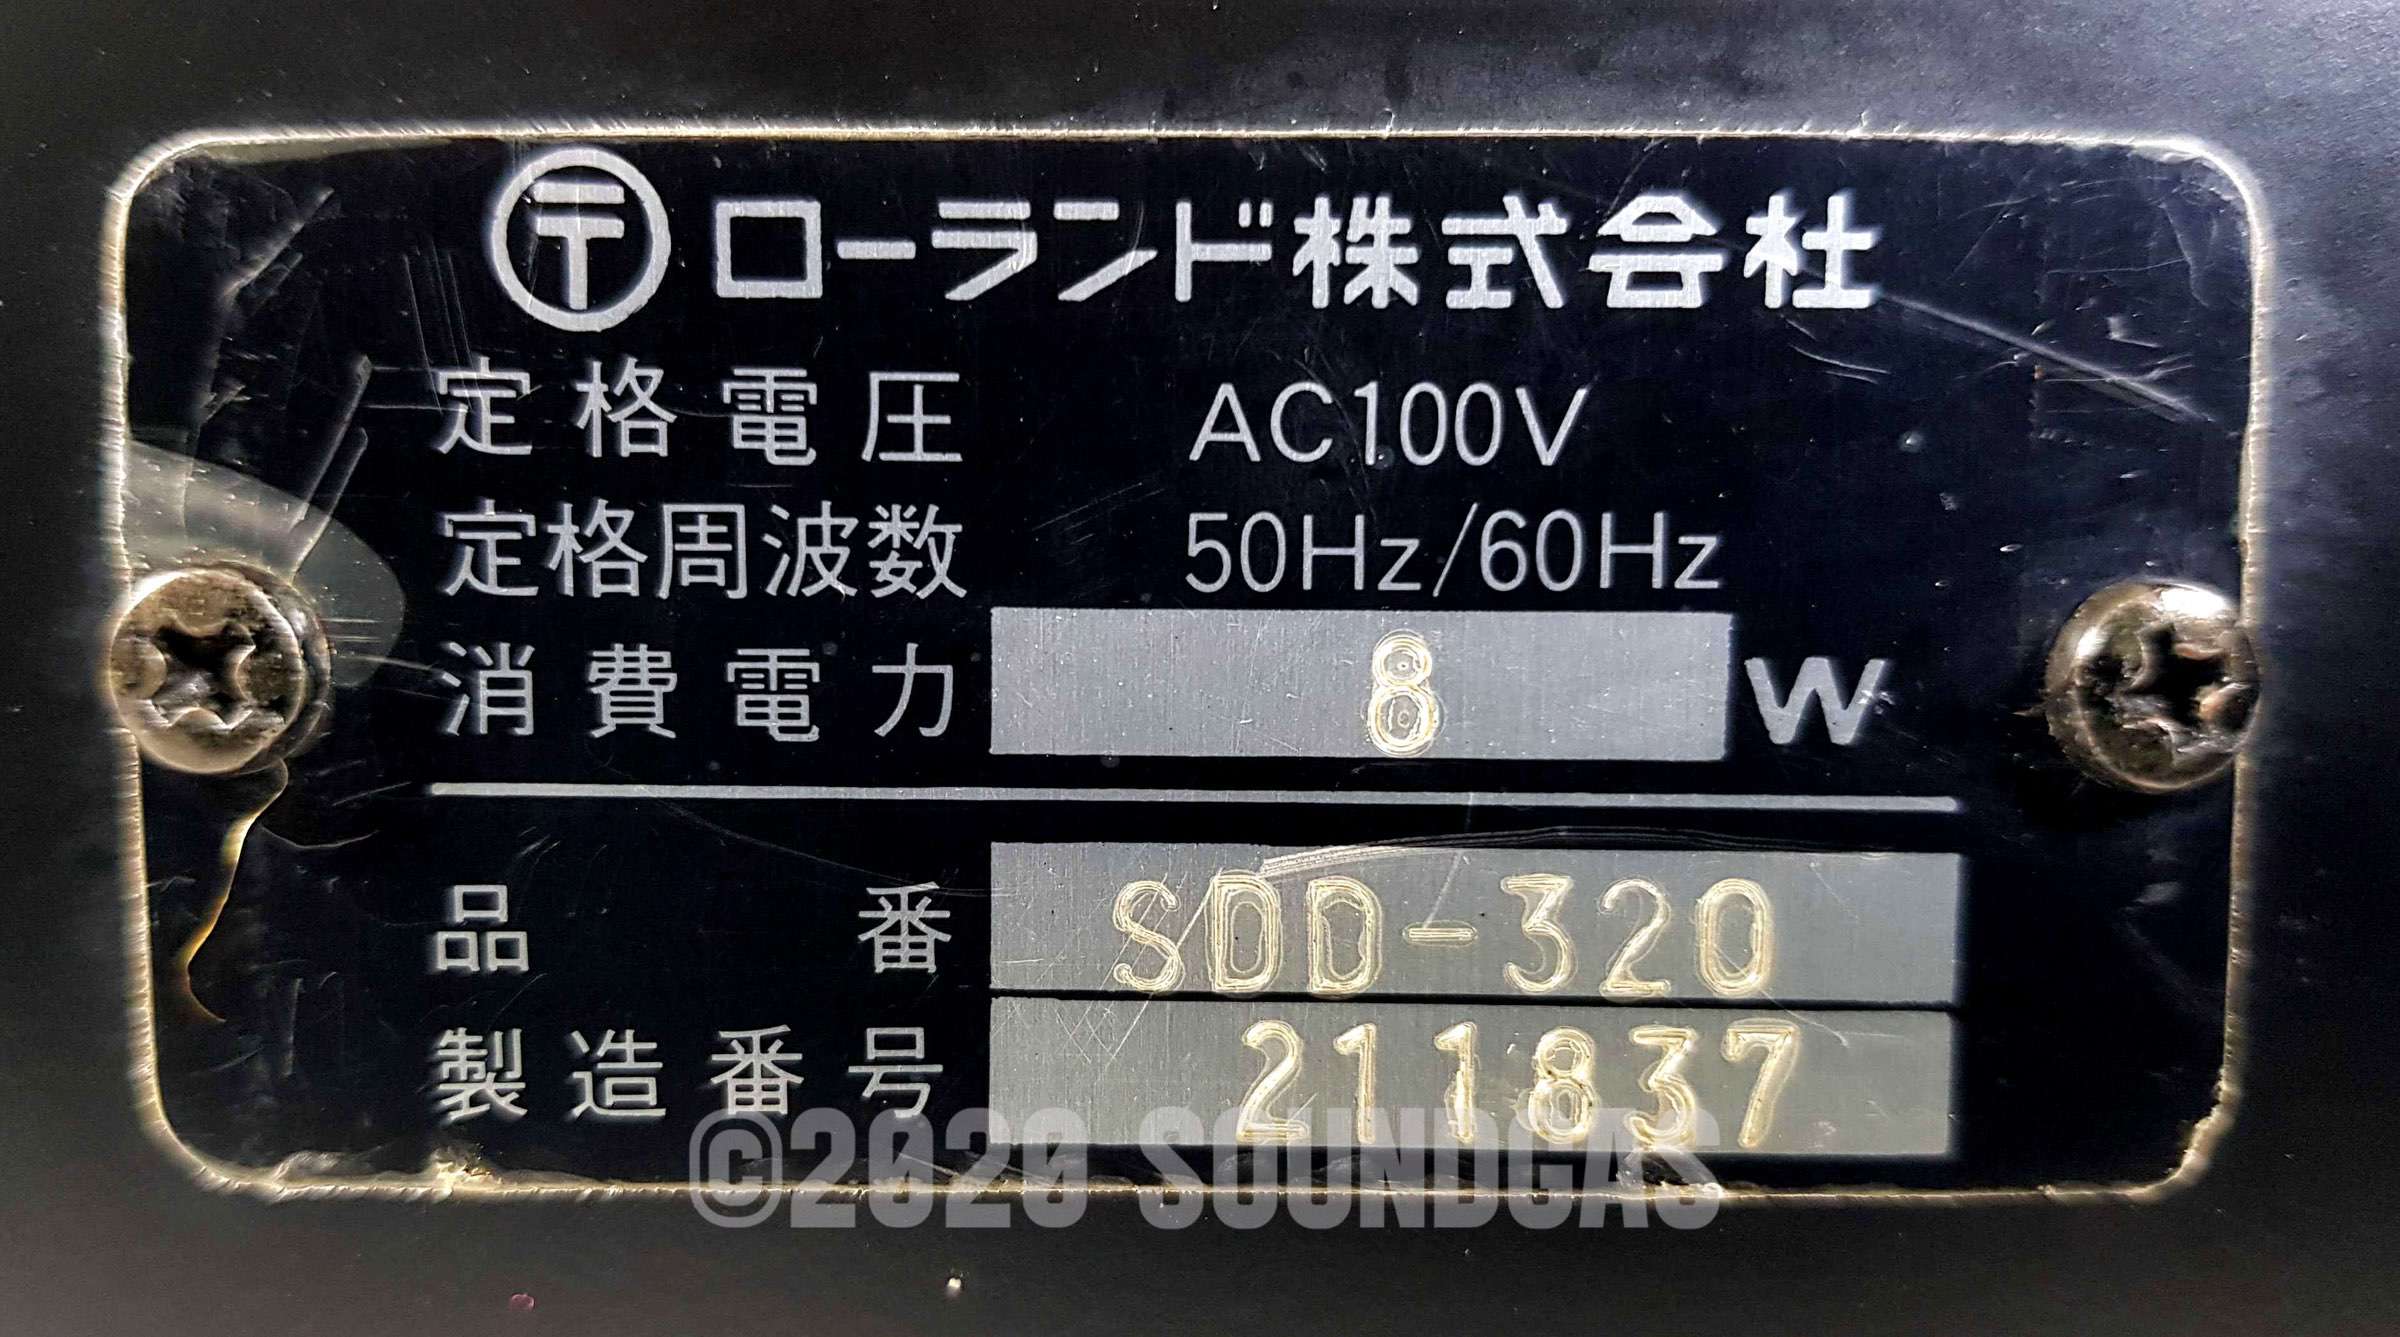 〶 ローランド株式会社
定格電圧 AC100V
定格周波数 50Hz/60Hz
消費電力 8 W
品番 SDD-320
製造番号 211837
©2020 SOUNDGAS